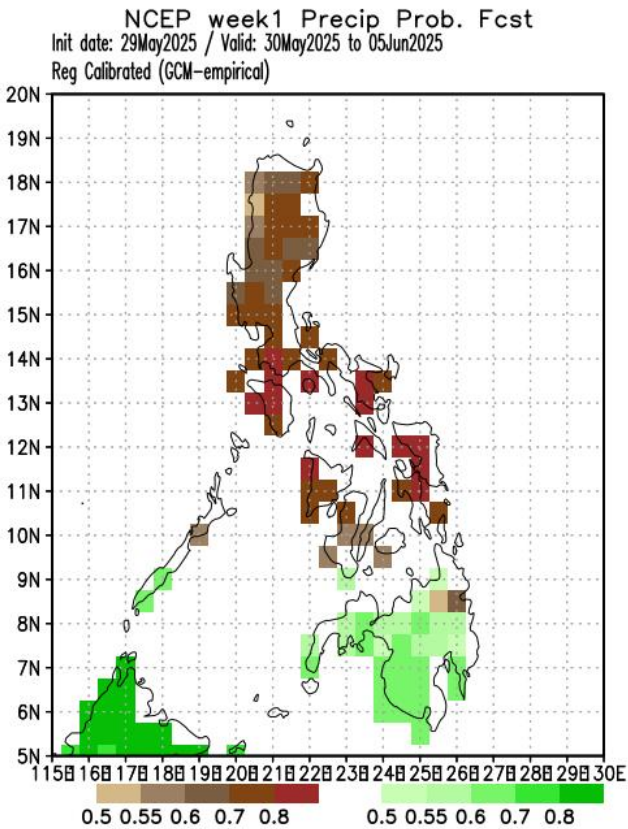 NCEP week1 Precip Prob. Fcst
Init date: 29May2025 / Valid: 30May2025 to 05Jun2025
Reg Calibrated (GCM-empirical)
20N
19N
18N
17N
16N
15N
14N
13N
12N
11N
10N
9N
8N
7N
6N
5N
115E 116E 117E 118E 119E 120E 121E 122E 123E 124E 125E 126E 127E 128E 129E 130E
0.5 0.55 0.6 0.7 0.8 0.5 0.55 0.6 0.7 0.8